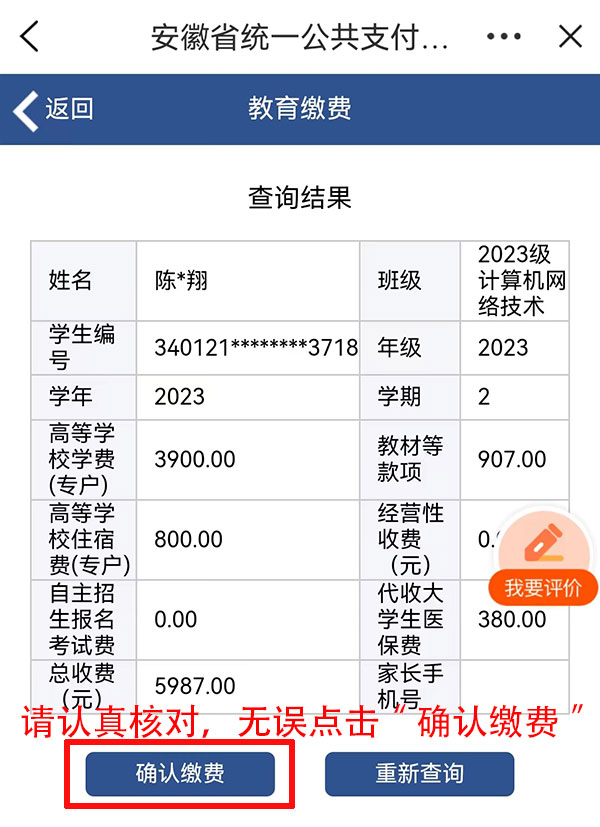 安徽省统一公共支付...
返回
教育缴费
查询结果
姓名
陈*翔
班级
2023级
计算机网
络技术
学生编
号
340121********3718
年级
2023
学年
2023
学期
2
高等学
校学费
(专户)
3900.00
教材等
款项
907.00
高等学
校住宿
费(专户)
800.00
经营性
收费
（元）
0.
我要评价
自主招
生报名
考试费
0.00
代收大
学生医
保费
380.00
总收费
（元）
5987.00
家长手
机号
请认真核对，无误点击“确认缴费”
确认缴费
重新查询